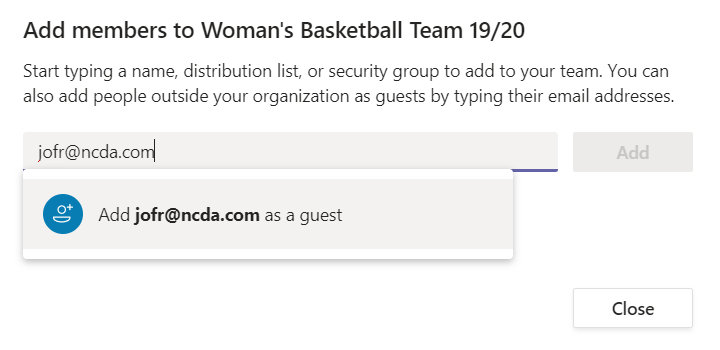 Add members to Woman's Basketball Team 19/20
Start typing a name, distribution list, or security group to add to your team. You can
also add people outside your organization as guests by typing their email addresses.
jofr@ncda.com
Add
Add jofr@ncda.com as a guest
Close